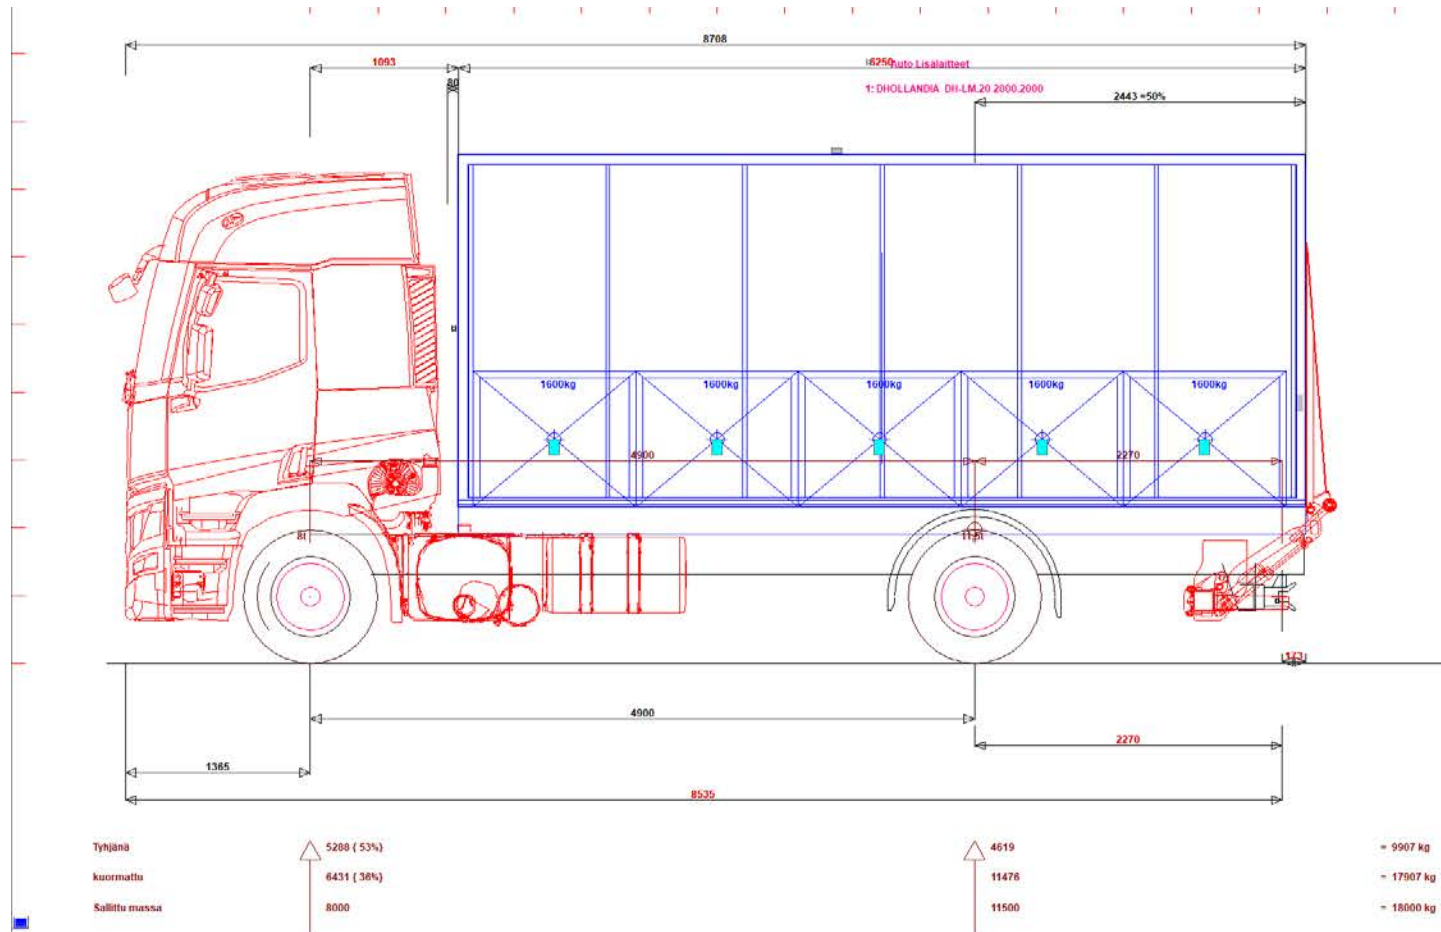 8708
1093
6250
Auto Lisälaitteet
80
1: DHOLLANDIA DH-LM.20 2000.2000
2443 =50%
1600kg 1600kg 1600kg 1600kg 1600kg
4900 2270
173
4900
2270
1365
8535
Tyhjänä 5288 ( 53%) 4619 = 9907 kg
kuormattu 6431 ( 36%) 11476 = 17907 kg
Sallittu massa 8000 11500 = 18000 kg